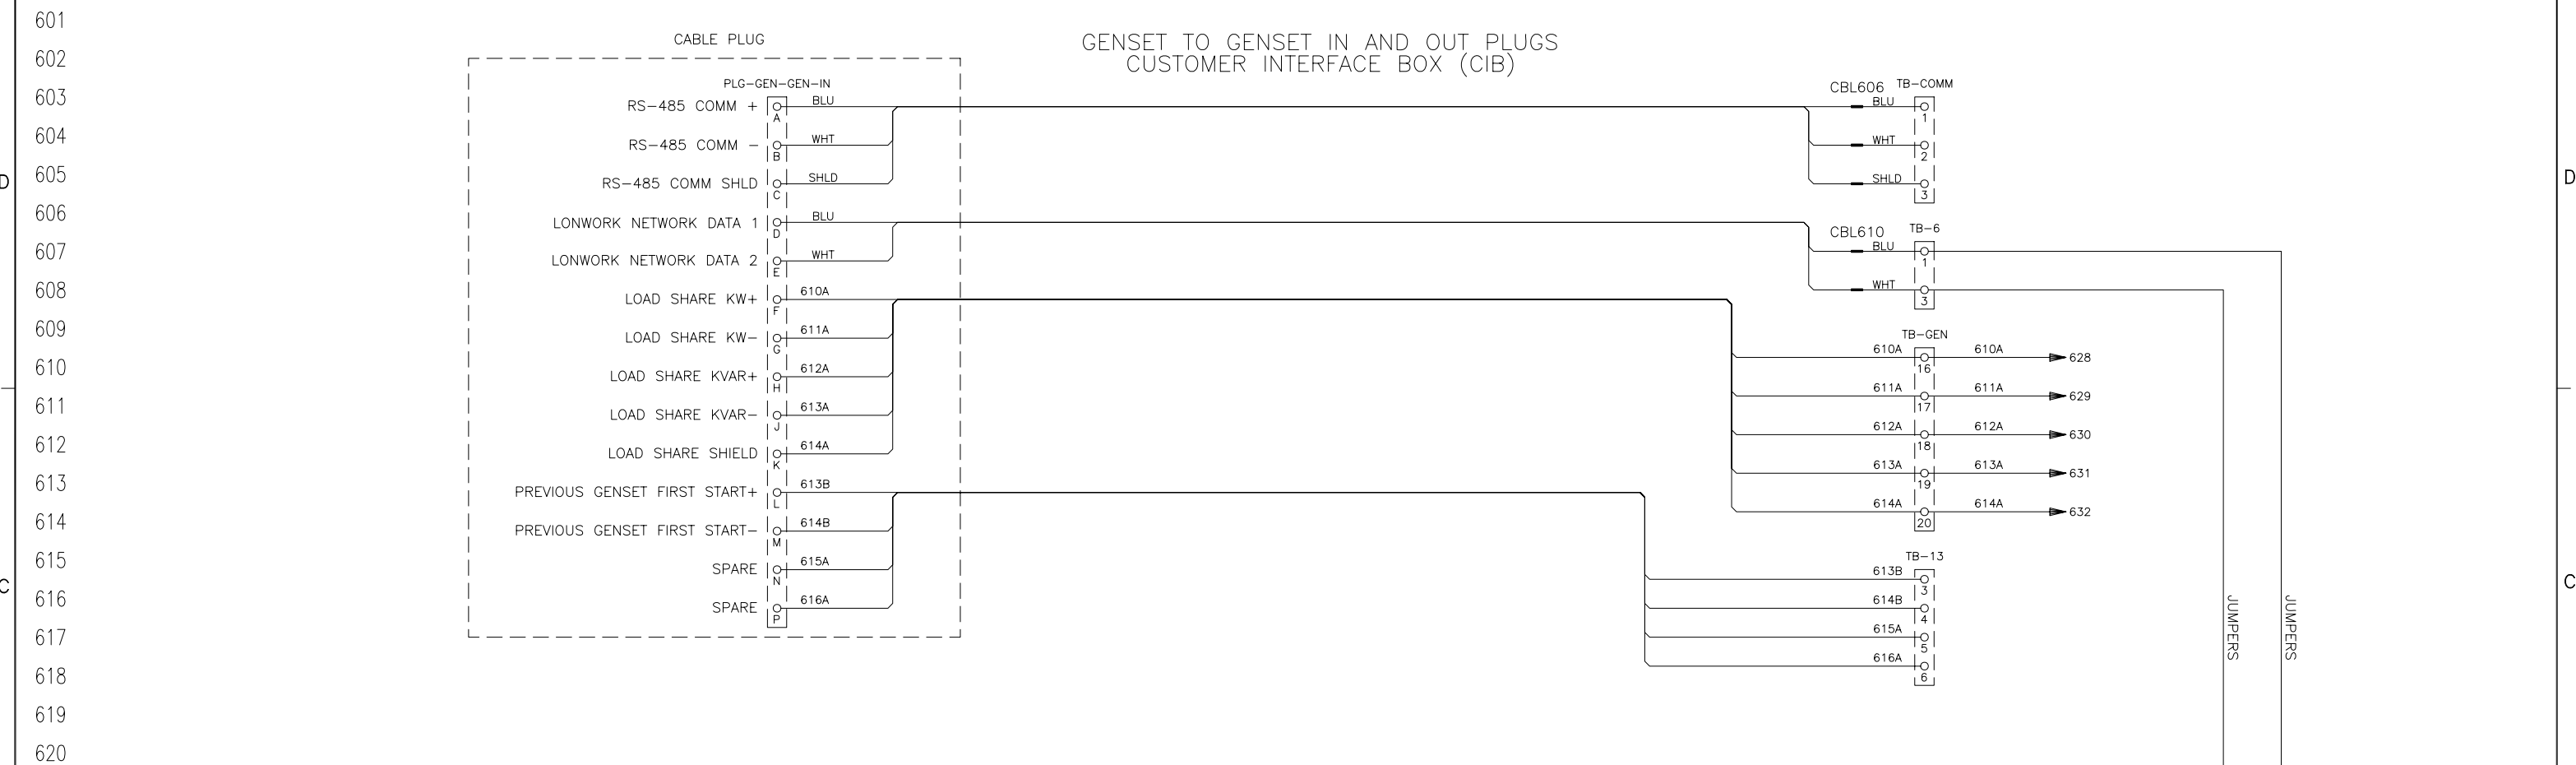 601
CABLE PLUG
GENSET TO GENSET IN AND OUT PLUGS
CUSTOMER INTERFACE BOX (CIB)
602
PLG-GEN-GEN-IN
CBL606 TB-COMM
603
RS-485 COMM + A BLU
BLU 1
604
RS-485 COMM - B WHT
WHT 2
605
D
RS-485 COMM SHLD C SHLD
SHLD 3
D
606
LONWORK NETWORK DATA 1 D BLU
CBL610 TB-6
607
BLU 1
LONWORK NETWORK DATA 2 E WHT
608
WHT 3
LOAD SHARE KW+ F 610A
609
LOAD SHARE KW- G 611A
TB-GEN
610
610A 16 610A 628
LOAD SHARE KVAR+ H 612A
611
611A 17 611A 629
LOAD SHARE KVAR- J 613A
612
612A 18 612A 630
LOAD SHARE SHIELD K 614A
613
613A 19 613A 631
PREVIOUS GENSET FIRST START+ L 613B
614
614A 20 614A 632
PREVIOUS GENSET FIRST START- M 614B
615
TB-13
SPARE N 615A
613B 3
616
C
SPARE P 616A
614B 4
C
617
615A 5
618
616A 6
JUMPERS
JUMPERS
619
620